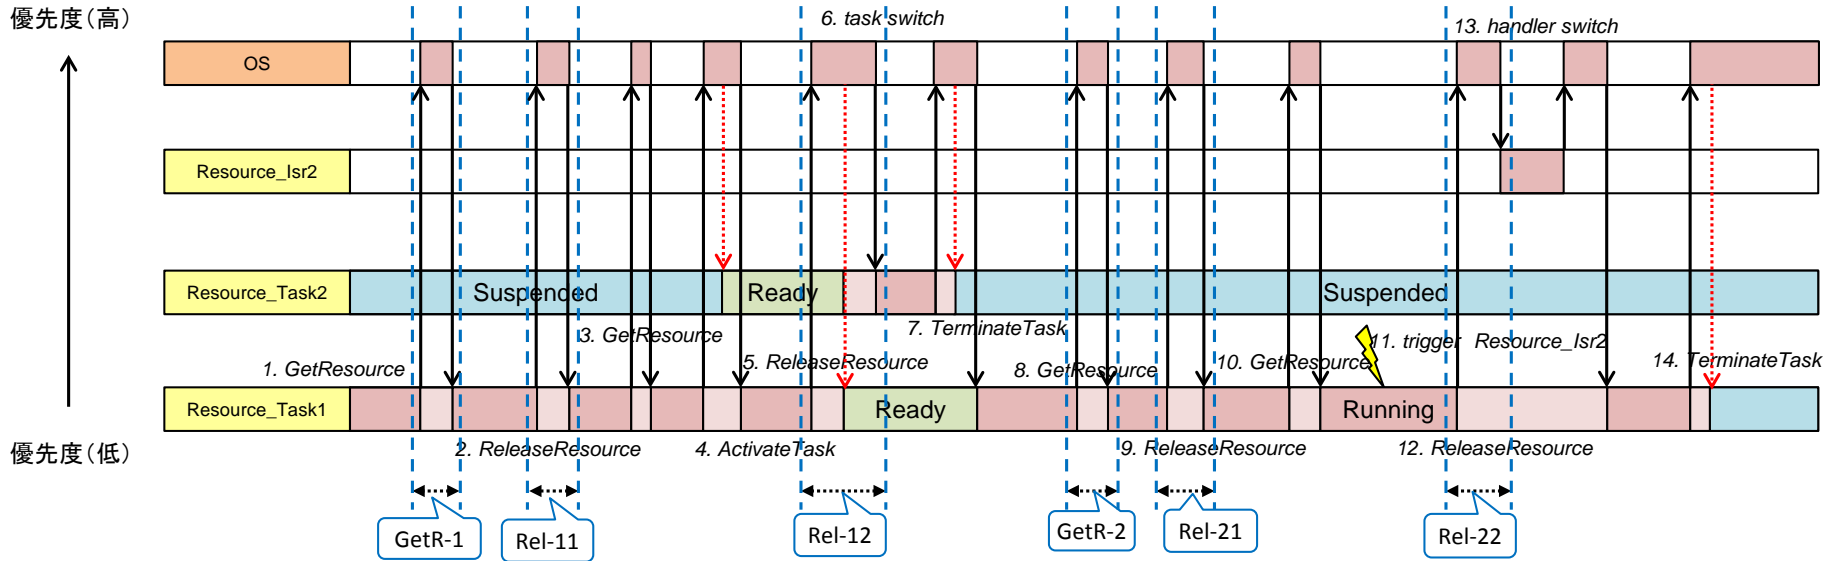 優先度(高)
6. task switch
13. handler switch
OS
Resource_Isr2
Resource_Task2
Suspended
Ready
Suspended
3. GetResource
7. TerminateTask
11. trigger Resource_Isr2
1. GetResource
5. ReleaseResource
8. GetResource
10. GetResource
14. TerminateTask
Resource_Task1
Ready
Running
優先度(低)
2. ReleaseResource
4. ActivateTask
9. ReleaseResource
12. ReleaseResource
GetR-1
Rel-11
Rel-12
GetR-2
Rel-21
Rel-22